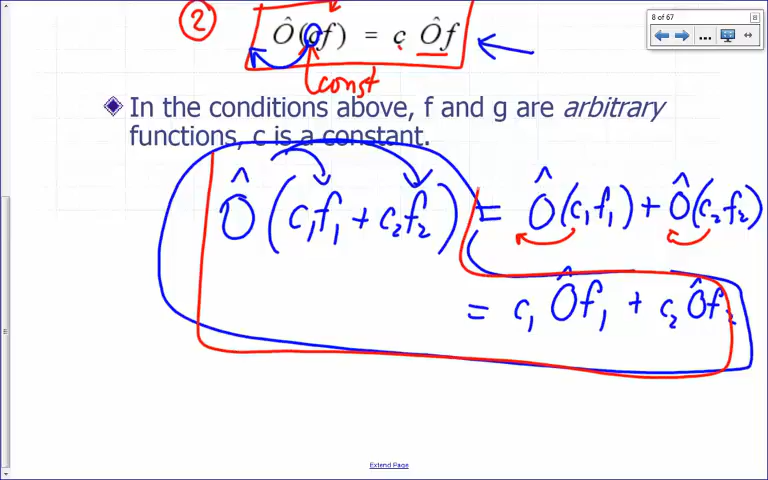 8 of 67
②
Ô(cf) = c Ôf
const
In the conditions above, f and g are arbitrary
functions, c is a constant.
Ô(c₁f₁ + c₂f₂) = Ô(c₁f₁) + Ô(c₂f₂)
= c₁ Ôf₁ + c₂ Ôf₂
Extend Page